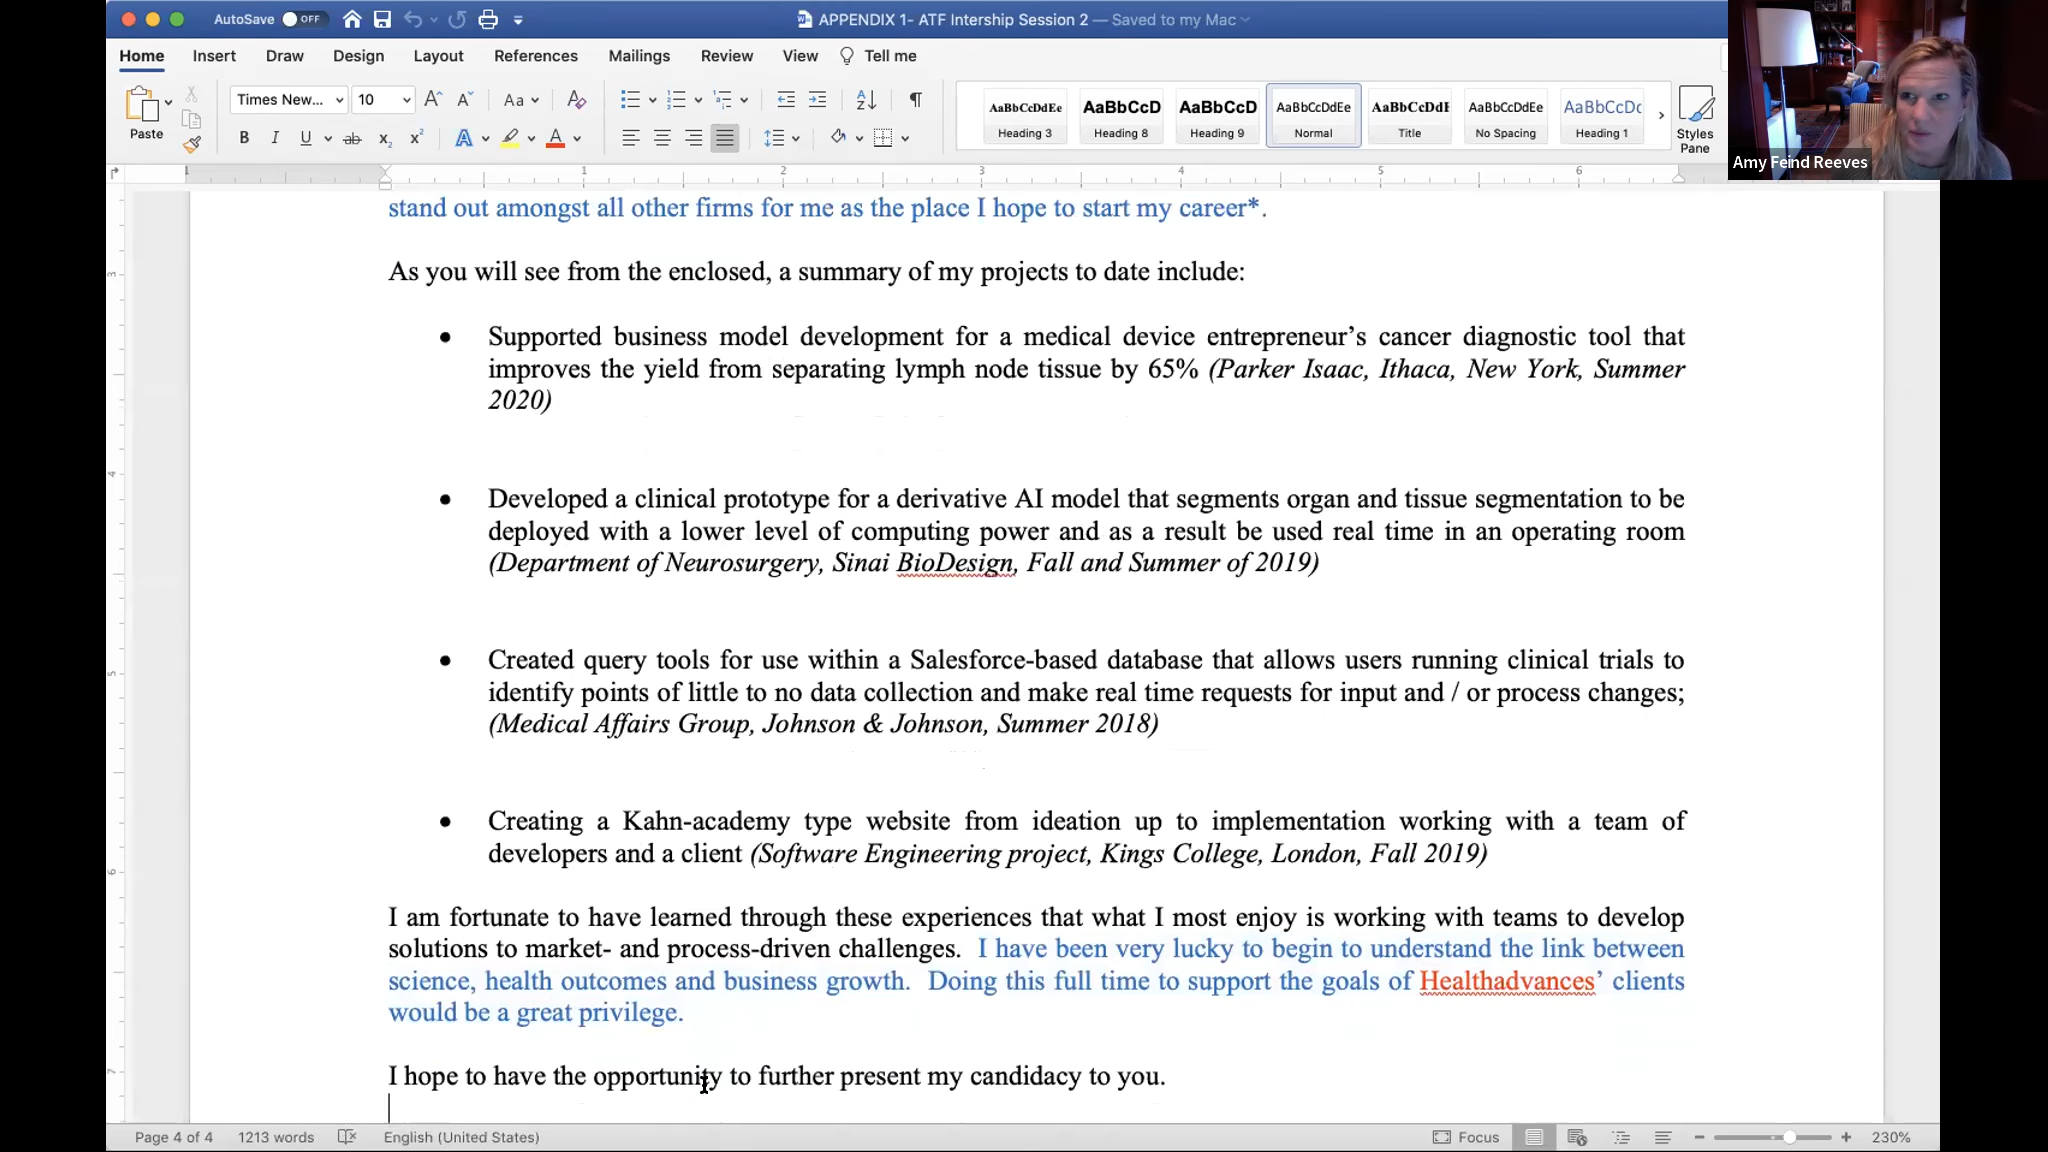 AutoSave OFF
APPENDIX 1- ATF Intership Session 2 — Saved to my Mac
Home Insert Draw Design Layout References Mailings Review View Tell me
Paste
Times New... 10
Aa
AaBbCcDdEe
AaBbCcD
AaBbCcD
AaBbCcDdEe
AaBbCcDdE
AaBbCcDdEe
AaBbCcDc
Heading 3 Heading 8 Heading 9 Normal Title No Spacing Heading 1
Styles
Pane
Amy Feind Reeves
1 1 2 3 4 5 6
stand out amongst all other firms for me as the place I hope to start my career*.
As you will see from the enclosed, a summary of my projects to date include:
• Supported business model development for a medical device entrepreneur’s cancer diagnostic tool that
improves the yield from separating lymph node tissue by 65% (Parker Isaac, Ithaca, New York, Summer
2020)
• Developed a clinical prototype for a derivative AI model that segments organ and tissue segmentation to be
deployed with a lower level of computing power and as a result be used real time in an operating room
(Department of Neurosurgery, Sinai BioDesign, Fall and Summer of 2019)
• Created query tools for use within a Salesforce-based database that allows users running clinical trials to
identify points of little to no data collection and make real time requests for input and / or process changes;
(Medical Affairs Group, Johnson & Johnson, Summer 2018)
• Creating a Kahn-academy type website from ideation up to implementation working with a team of
developers and a client (Software Engineering project, Kings College, London, Fall 2019)
I am fortunate to have learned through these experiences that what I most enjoy is working with teams to develop
solutions to market- and process-driven challenges. I have been very lucky to begin to understand the link between
science, health outcomes and business growth. Doing this full time to support the goals of Healthadvances’ clients
would be a great privilege.
I hope to have the opportunity to further present my candidacy to you.
Page 4 of 4 1213 words English (United States) Focus 230%